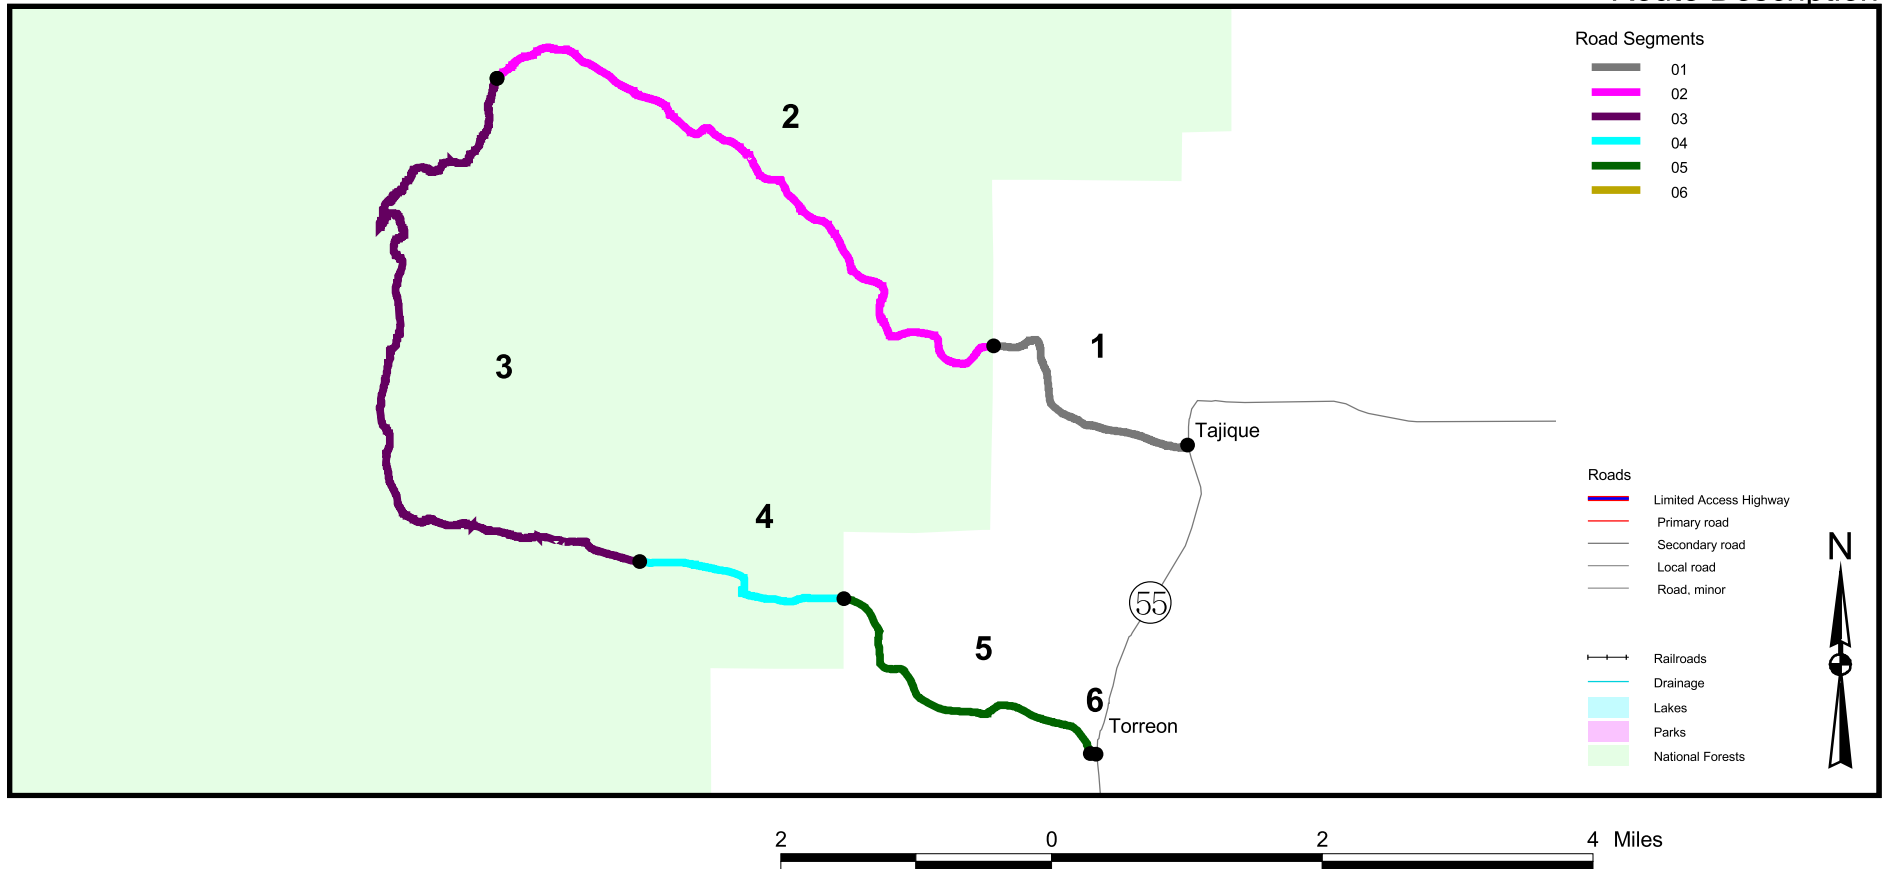 Route Description
Road Segments
01
02
03
04
05
06
2
1
3
Tajique
4
55
5
6
Torreon
Roads
Limited Access Highway
Primary road
Secondary road
Local road
Road, minor
N
Railroads
Drainage
Lakes
Parks
National Forests
2 0 2 4 Miles